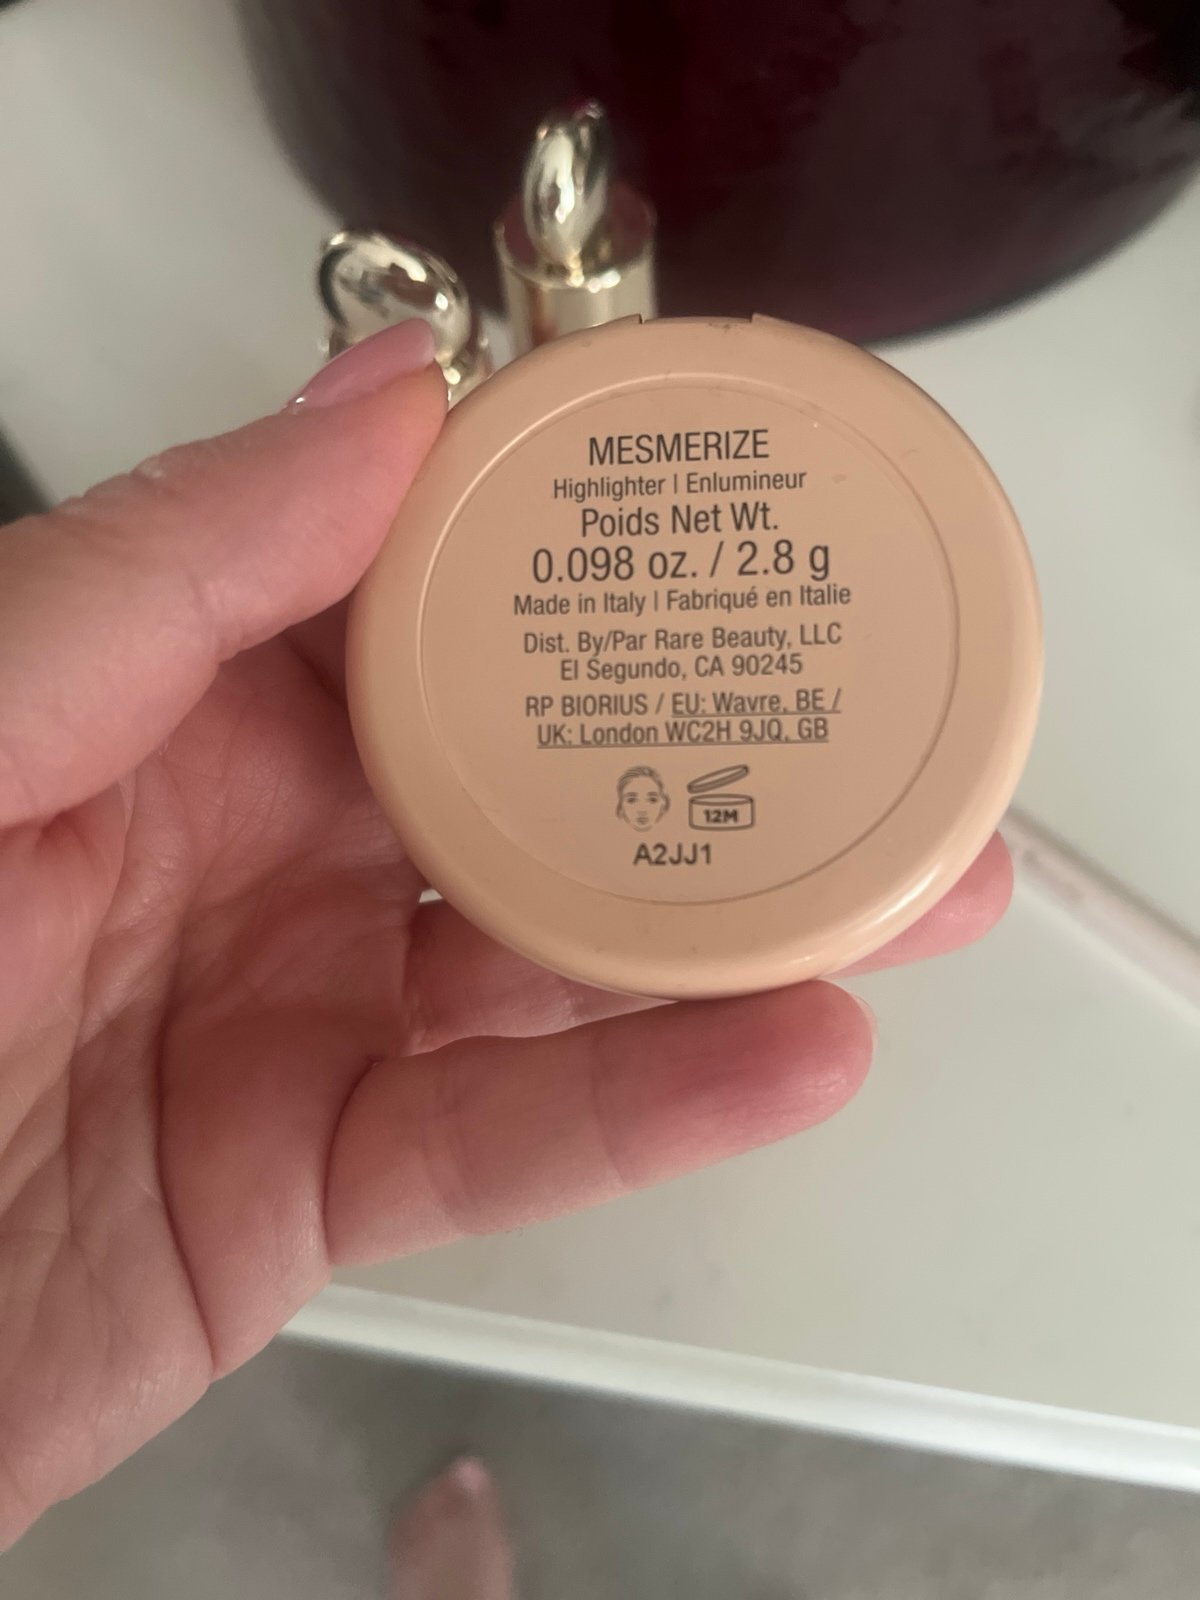 MESMERIZE
Highlighter | Enlumineur
Poids Net Wt.
0.098 oz. / 2.8 g
Made in Italy | Fabriqué en Italie
Dist. By/Par Rare Beauty, LLC
El Segundo, CA 90245
RP BIORIUS / EU: Wavre, BE /
UK: London WC2H 9JQ, GB
12M
A2JJ1